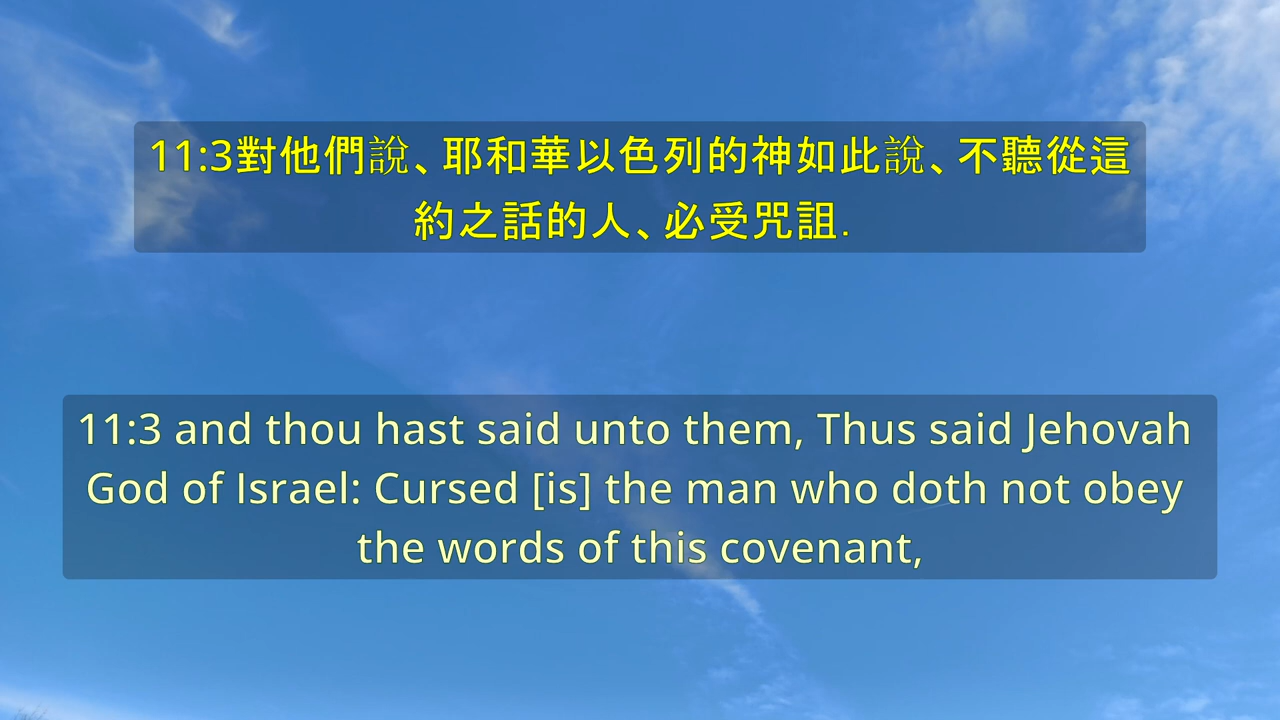 11:3對他們說、耶和華以色列的神如此說、不聽從這
約之話的人、必受咒詛.
11:3 and thou hast said unto them, Thus said Jehovah
God of Israel: Cursed [is] the man who doth not obey
the words of this covenant,